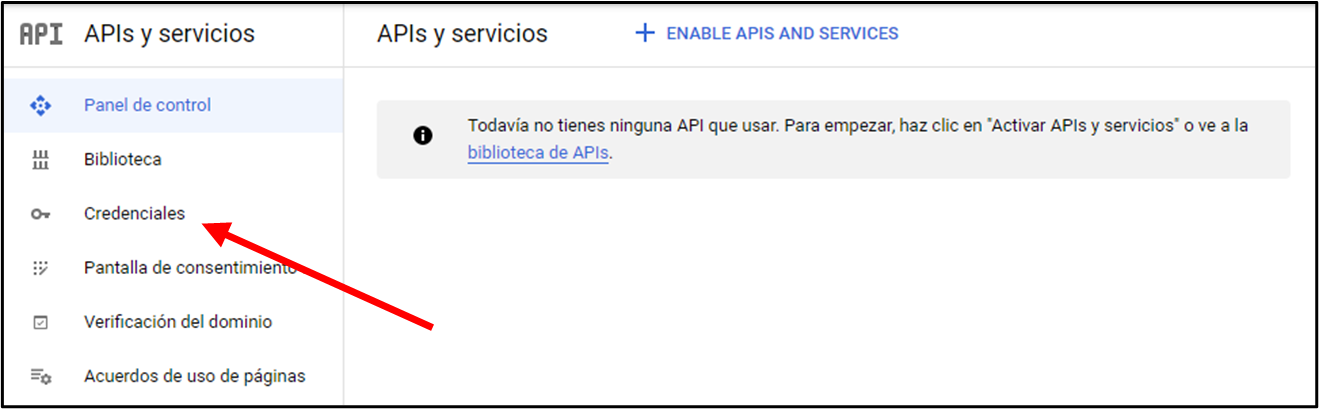 API APIs y servicios
APIs y servicios
ENABLE APIS AND SERVICES
Panel de control
Biblioteca
Credenciales
Pantalla de consentimiento
Verificación del dominio
Acuerdos de uso de páginas
Todavía no tienes ninguna API que usar. Para empezar, haz clic en "Activar APIs y servicios" o ve a la
biblioteca de APIs.